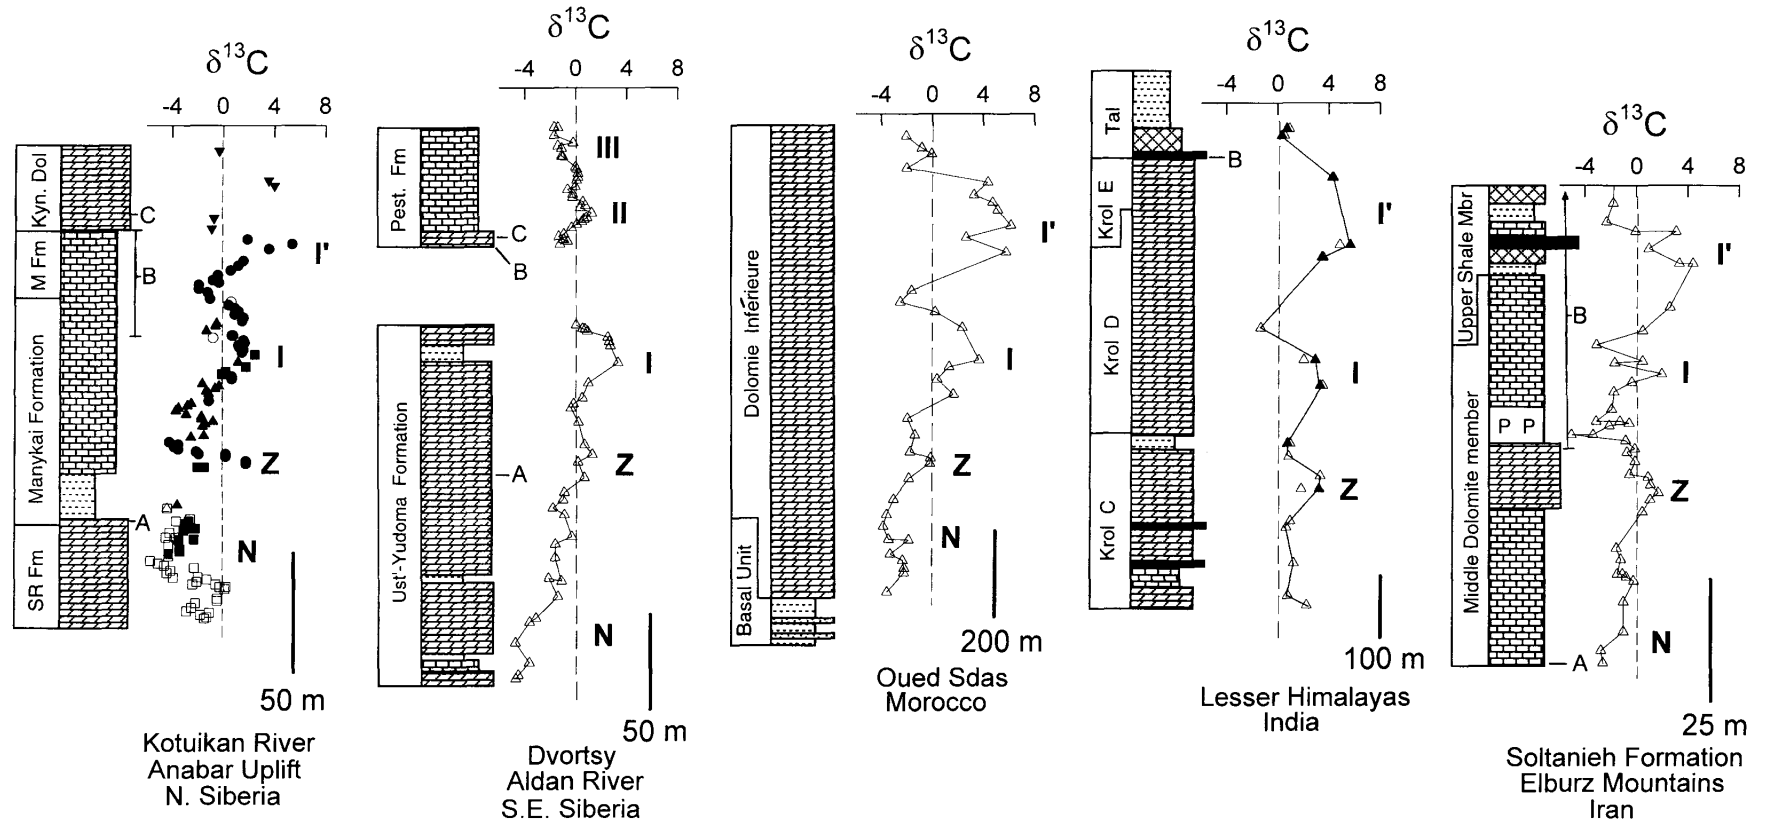 δ13C
-4 0 4 8
Kyn. Dol
M Fm
Manykai Formation
SR Fm
C
B
A
I'
I
Z
N
50 m
Kotuikan River
Anabar Uplift
N. Siberia
δ13C
-4 0 4 8
Pest. Fm
Ust'-Yudoma Formation
C
B
A
III
II
I
Z
N
50 m
Dvortsy
Aldan River
S.E. Siberia
δ13C
-4 0 4 8
Dolomie Inférieure
Basal Unit
I'
I
Z
N
200 m
Oued Sdas
Morocco
δ13C
-4 0 4 8
Tal
Krol E
Krol D
Krol C
B
I'
I
Z
100 m
Lesser Himalayas
India
δ13C
-4 0 4 8
Upper Shale Mbr
Middle Dolomite member
P P
B
A
I'
I
Z
N
25 m
Soltanieh Formation
Elburz Mountains
Iran